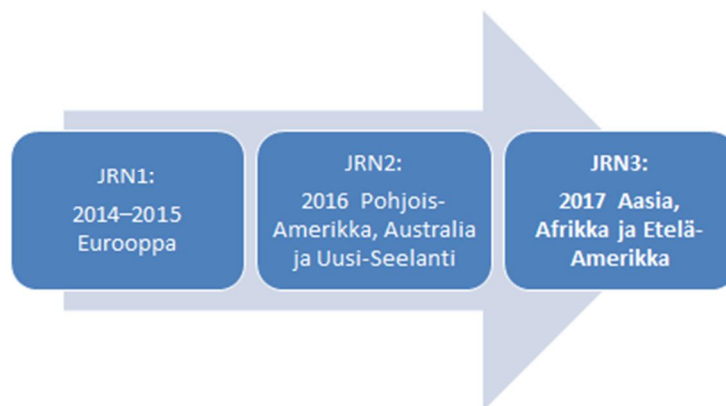 JRN1:
2014–2015
Eurooppa
JRN2:
2016 Pohjois-
Amerikka, Australia
ja Uusi-Seelanti
JRN3:
2017 Aasia,
Afrikka ja Etelä-
Amerikka